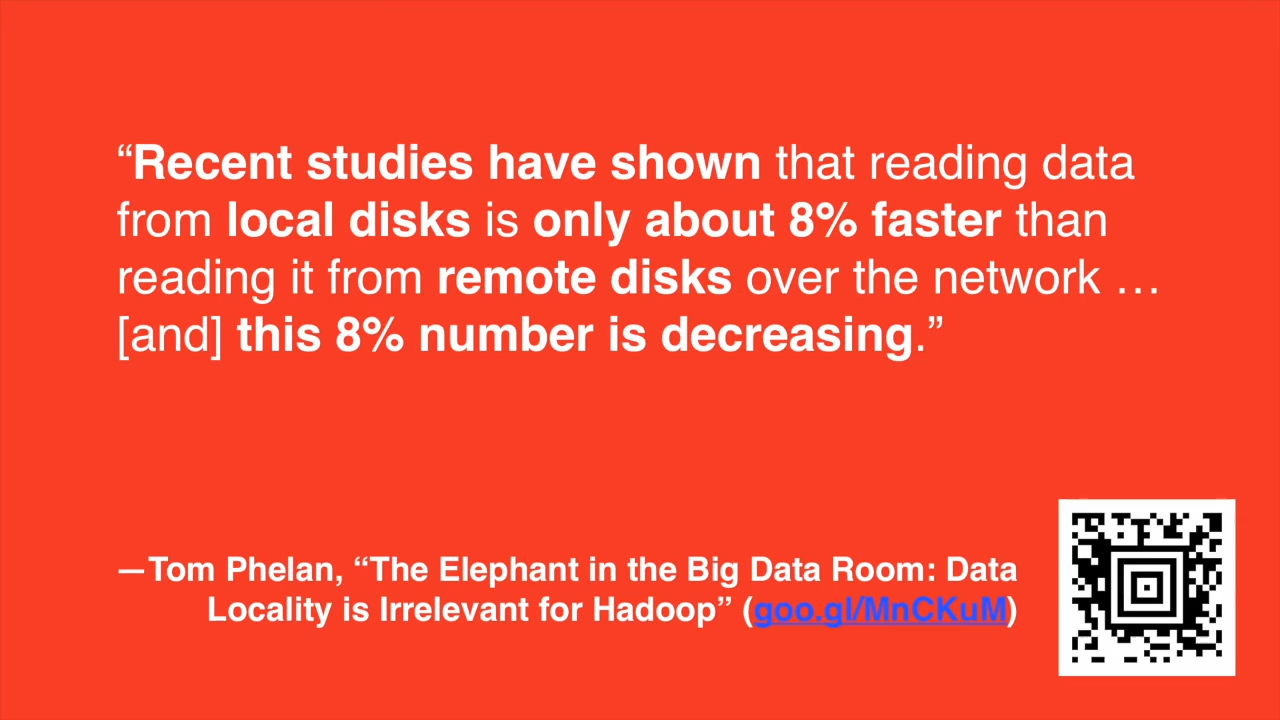 “Recent studies have shown that reading data
from local disks is only about 8% faster than
reading it from remote disks over the network …
[and] this 8% number is decreasing.”
—Tom Phelan, “The Elephant in the Big Data Room: Data
Locality is Irrelevant for Hadoop” (goo.gl/MnCKuM)